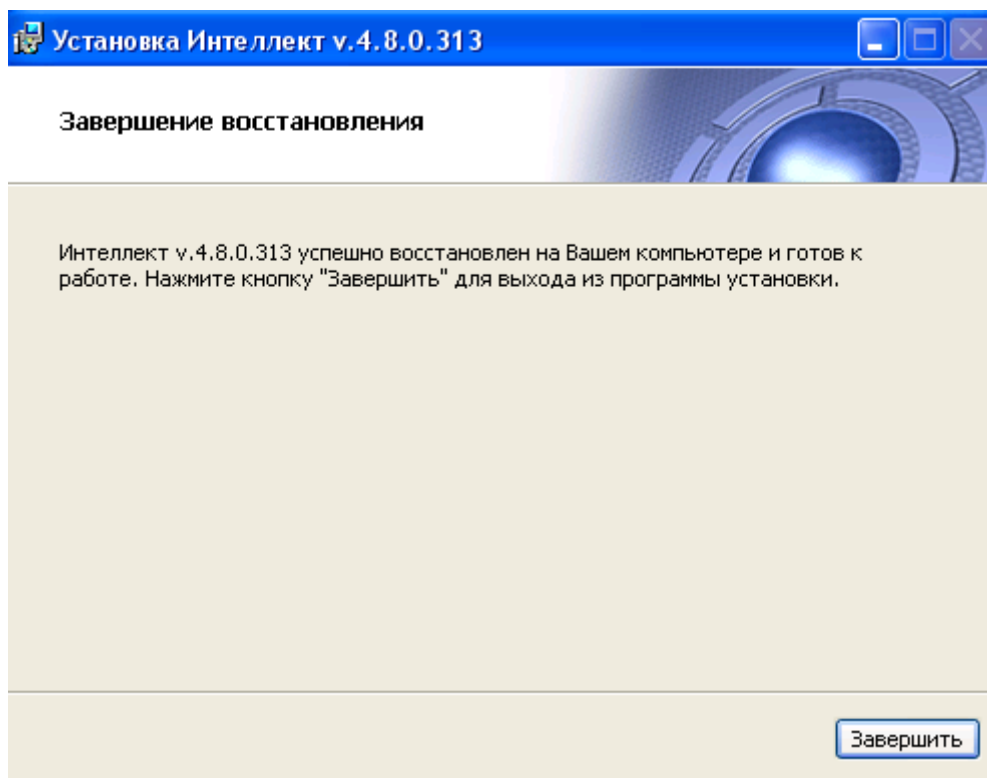 Установка Интеллект v.4.8.0.313
Завершение восстановления
Интеллект v.4.8.0.313 успешно восстановлен на Вашем компьютере и готов к
работе. Нажмите кнопку "Завершить" для выхода из программы установки.
Завершить